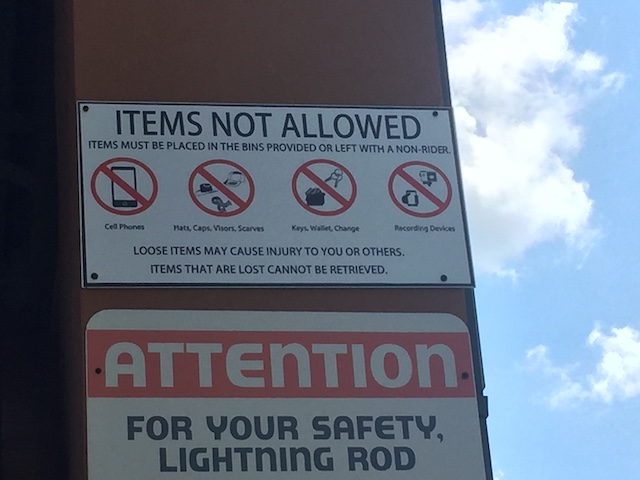 ITEMS NOT ALLOWED
ITEMS MUST BE PLACED IN THE BINS PROVIDED OR LEFT WITH A NON-RIDER.
Cell Phones Hats, Caps, Visors, Scarves Keys, Wallet, Change Recording Devices
LOOSE ITEMS MAY CAUSE INJURY TO YOU OR OTHERS.
ITEMS THAT ARE LOST CANNOT BE RETRIEVED.
ATTENTION
FOR YOUR SAFETY,
LIGHTNING ROD